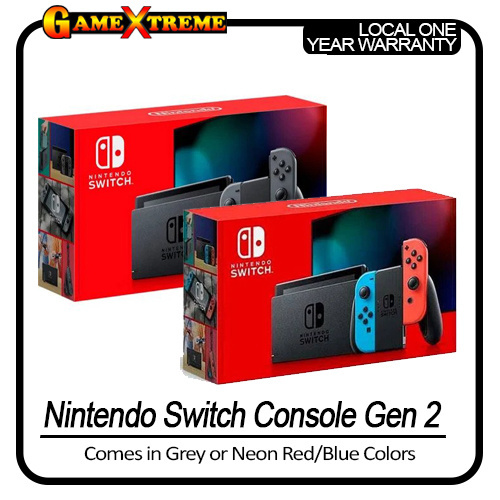 GAMEXTREME
LOCAL ONE
YEAR WARRANTY
Nintendo
NINTENDO
SWITCH
Nintendo
NINTENDO
SWITCH
NINTENDO
SWITCH
Nintendo Switch Console Gen 2
Comes in Grey or Neon Red/Blue Colors